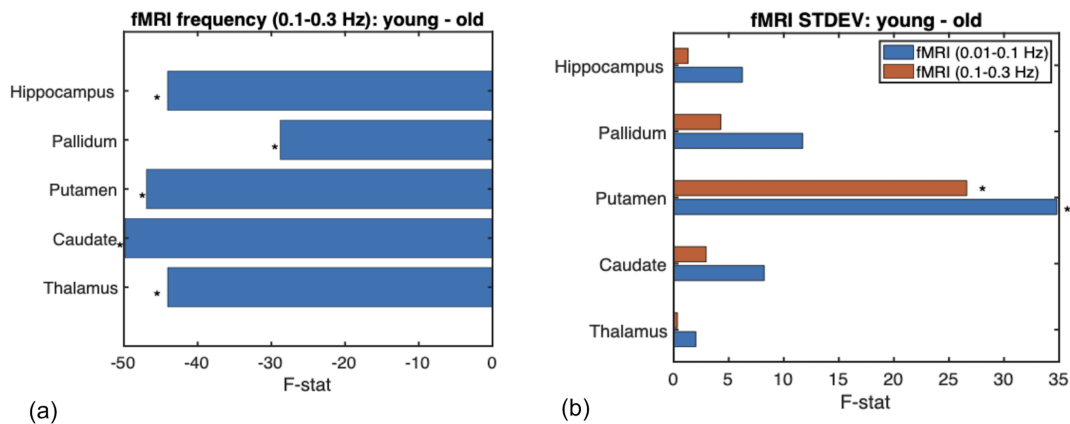 fMRI frequency (0.1-0.3 Hz): young - old
Hippocampus
*
Pallidum
*
Putamen
*
Caudate
*
Thalamus
*
-50 -40 -30 -20 -10 0
F-stat
(a)
fMRI STDEV: young - old
fMRI (0.01-0.1 Hz)
fMRI (0.1-0.3 Hz)
Hippocampus
Pallidum
Putamen
*
*
Caudate
Thalamus
0 5 10 15 20 25 30 35
F-stat
(b)